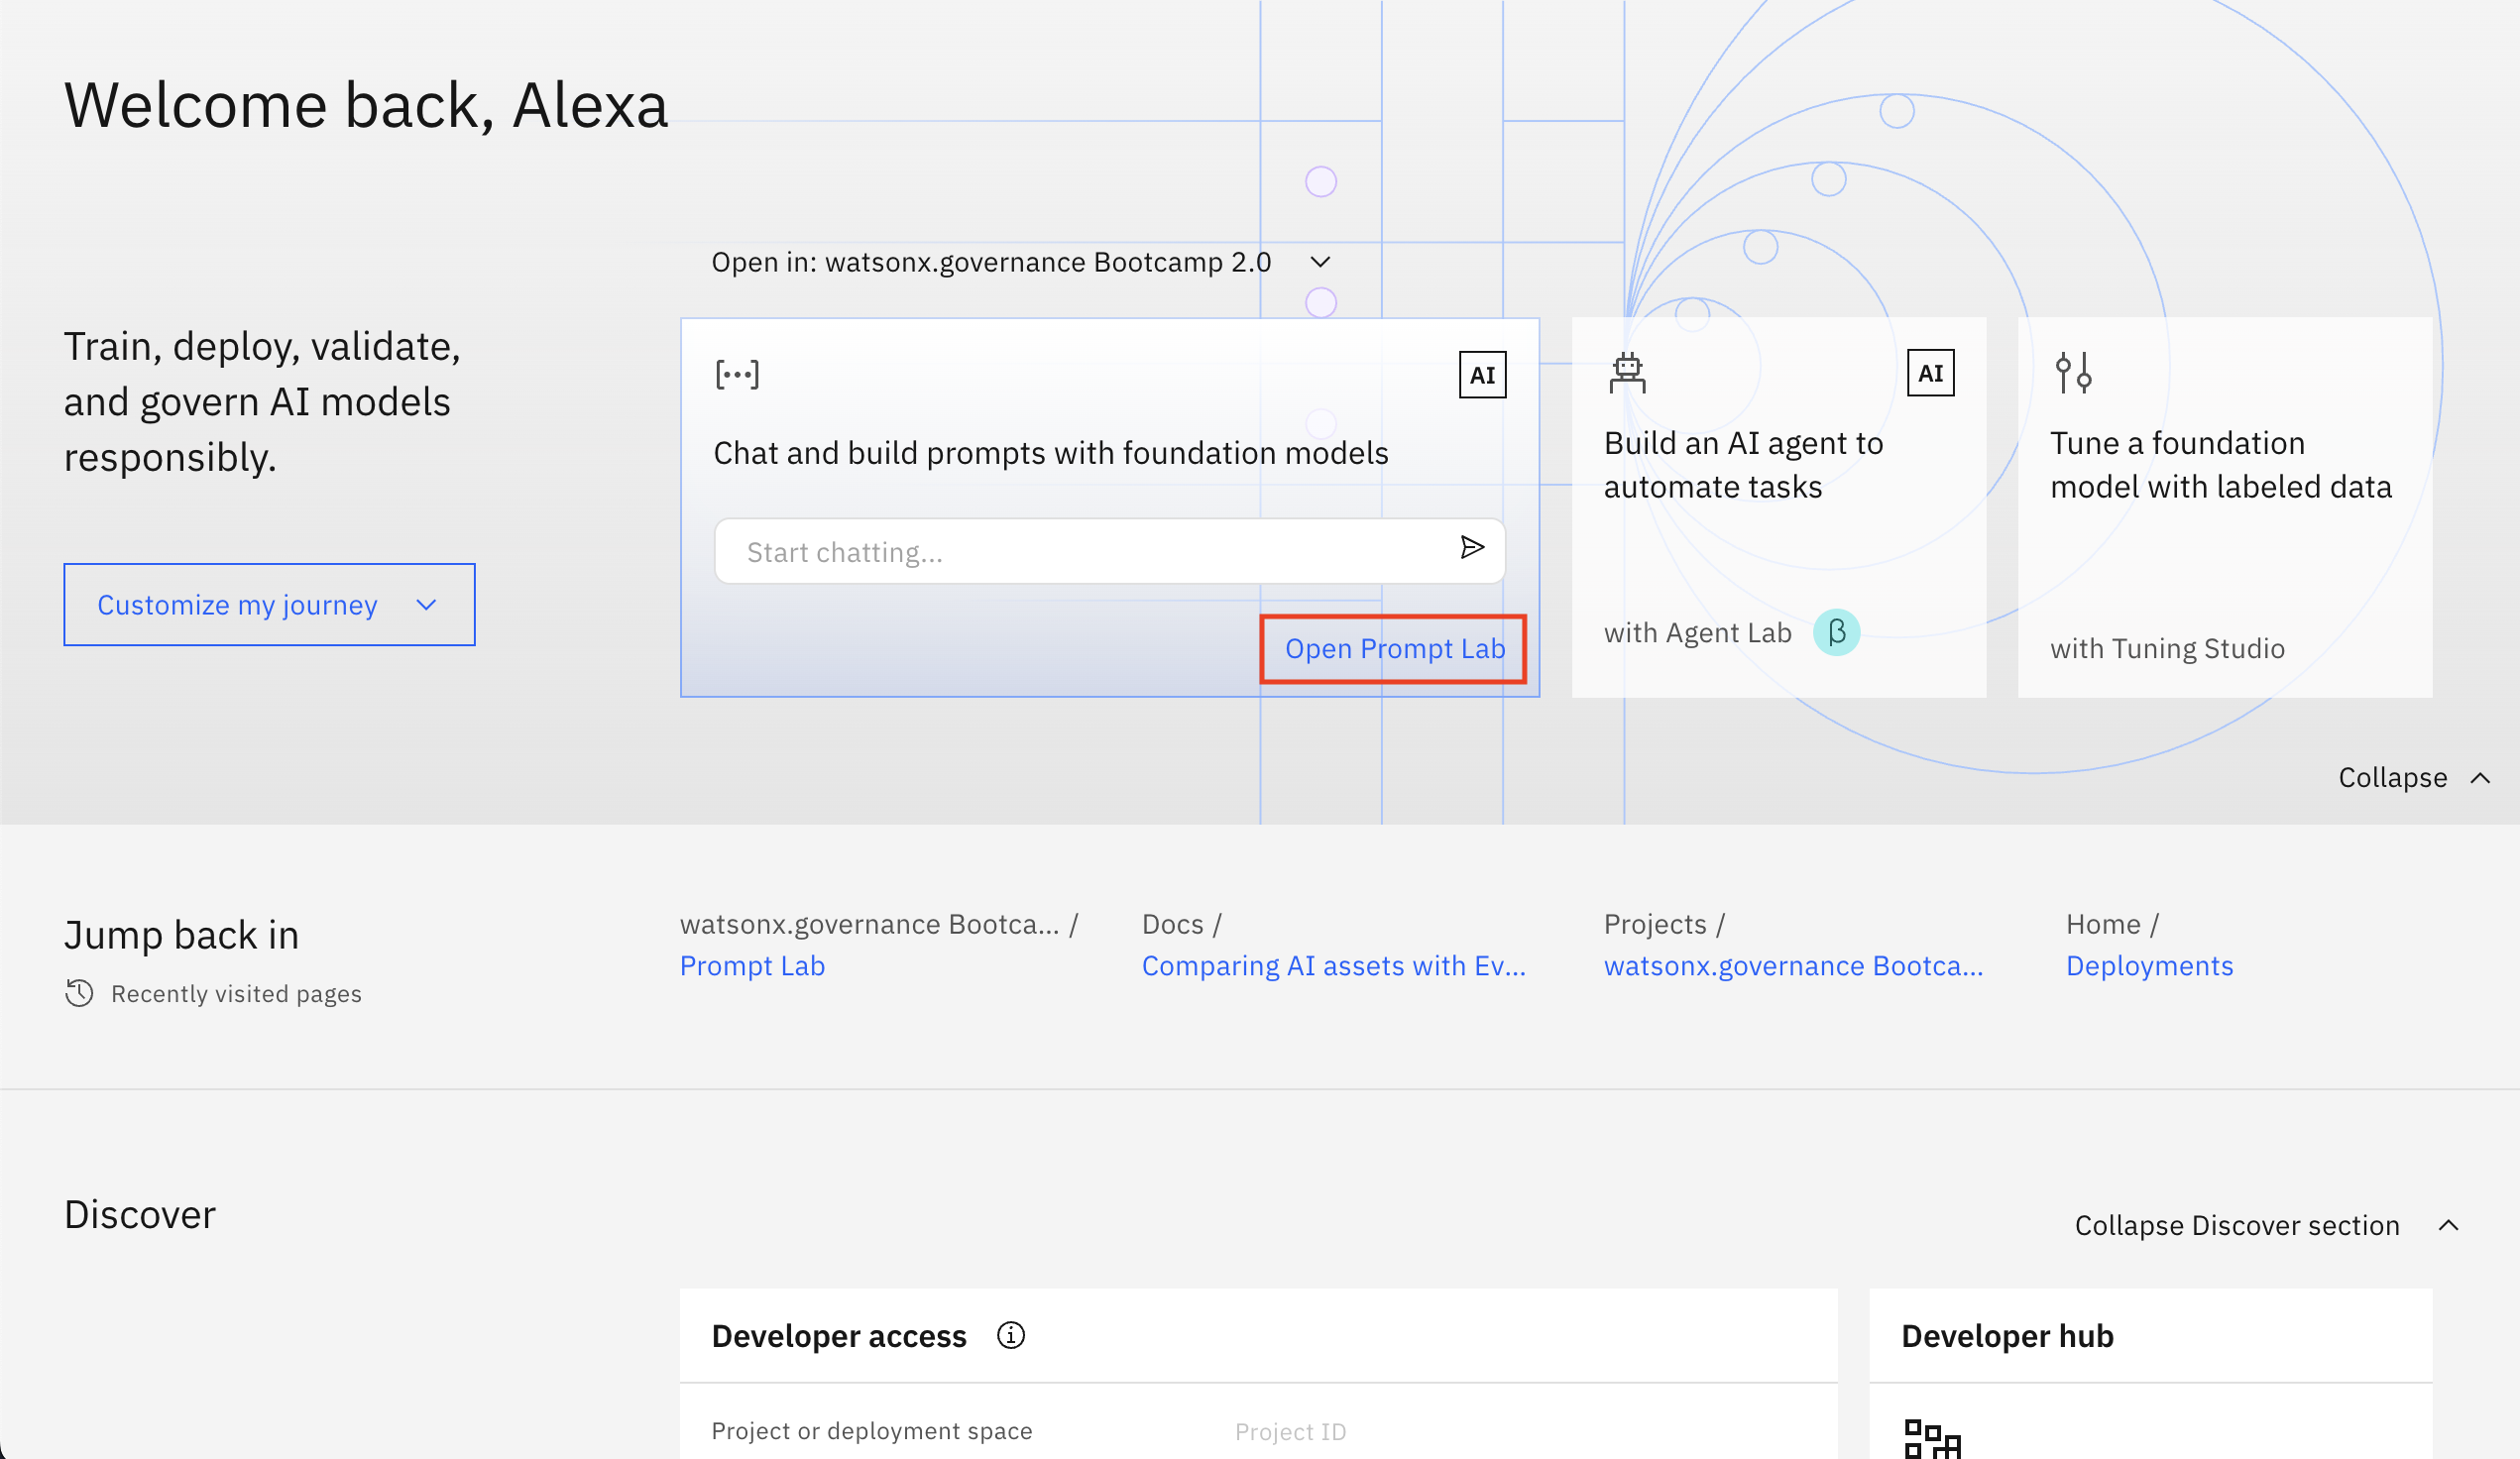 Welcome back, Alexa
Open in: watsonx.governance Bootcamp 2.0
Train, deploy, validate,
and govern AI models
responsibly.
Customize my journey
[...]
AI
Chat and build prompts with foundation models
Start chatting...
Open Prompt Lab
AI
Build an AI agent to
automate tasks
with Agent Lab β
Tune a foundation
model with labeled data
with Tuning Studio
Collapse
Jump back in
Recently visited pages
watsonx.governance Bootca... /
Prompt Lab
Docs /
Comparing AI assets with Ev...
Projects /
watsonx.governance Bootca...
Home /
Deployments
Discover
Collapse Discover section
Developer access
Project or deployment space
Project ID
Developer hub